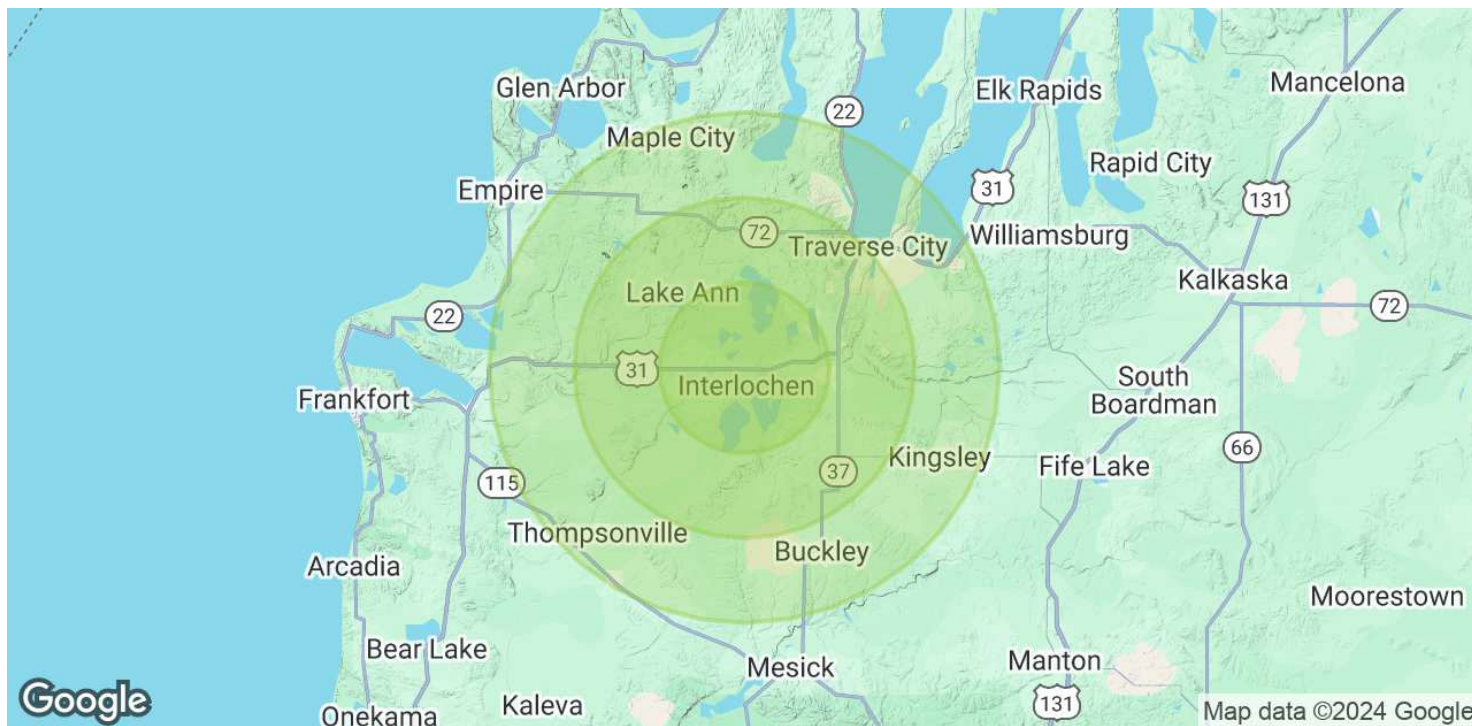 Glen Arbor
Elk Rapids
Mancelona
22
Maple City
Rapid City
Empire
31
131
72
Traverse City
Williamsburg
Lake Ann
Kalkaska
22
72
31
Interlochen
South
Boardman
Frankfort
66
Kingsley
Fife Lake
37
115
Thompsonville
Buckley
Arcadia
Moorestown
Bear Lake
Mesick
Manton
Google
Kaleva
131
Onekama
Map data ©2024 Google